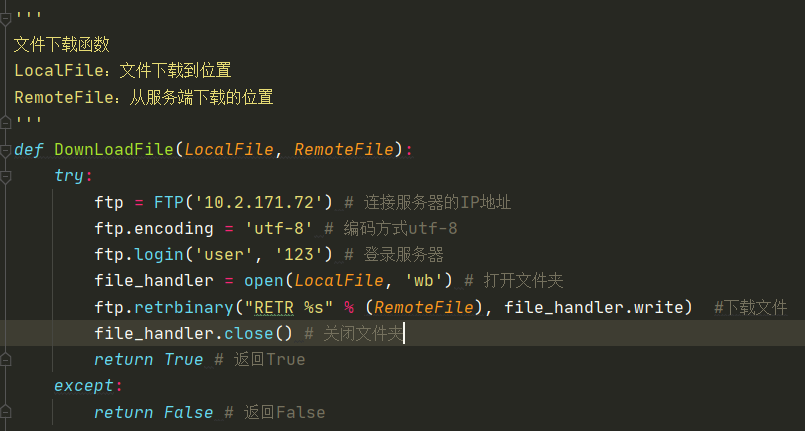 '''
文件下载函数
LocalFile：文件下载到位置
RemoteFile：从服务端下载的位置
'''
def DownLoadFile(LocalFile, RemoteFile):
    try:
        ftp = FTP('10.2.171.72') # 连接服务器的IP地址
        ftp.encoding = 'utf-8' # 编码方式utf-8
        ftp.login('user', '123') # 登录服务器
        file_handler = open(LocalFile, 'wb') # 打开文件夹
        ftp.retrbinary("RETR %s" % (RemoteFile), file_handler.write)  #下载文件
        file_handler.close() # 关闭文件夹
        return True # 返回True
    except:
        return False # 返回False